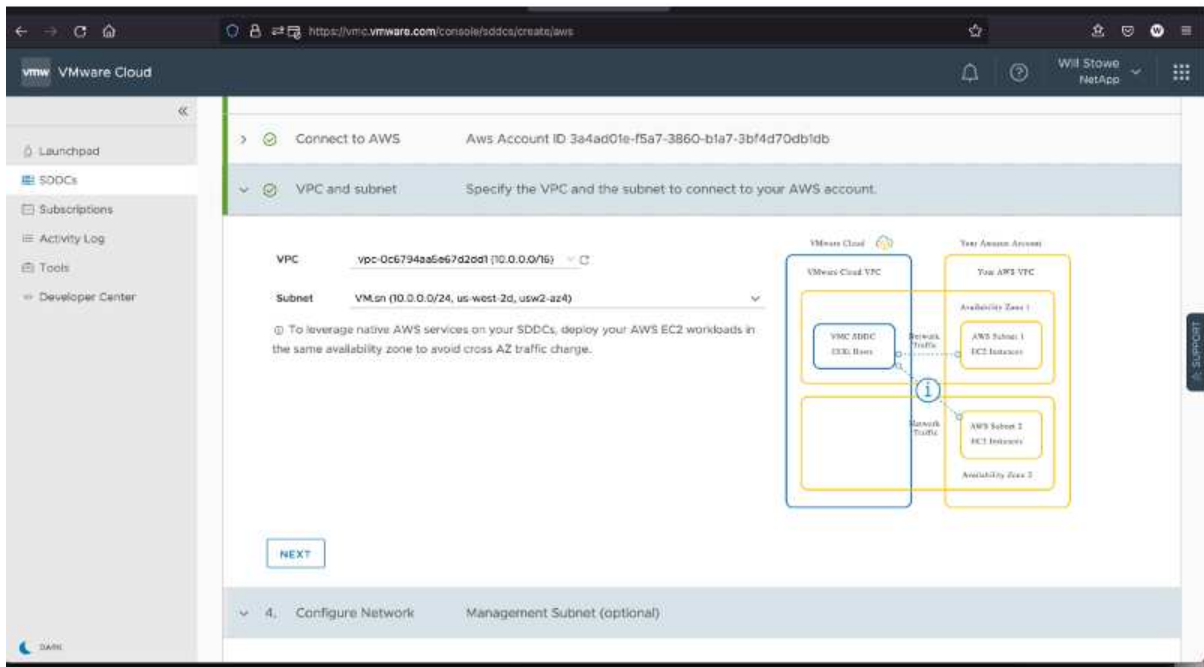 https://vmc.vmware.com/console/sddcs/create/aws
W
vmw VMware Cloud
Will Stowe
NetApp
Launchpad
SDDCs
Subscriptions
Activity Log
Tools
Developer Center
DARK
Connect to AWS Aws Account ID 3a4ad01e-f5a7-3860-b1a7-3bf4d70db1db
VPC and subnet Specify the VPC and the subnet to connect to your AWS account.
VPC vpc-0c6794aa5e67d2dd1 (10.0.0.0/16)
Subnet VM.sn (10.0.0.0/24, us-west-2d, usw2-az4)
To leverage native AWS services on your SDDCs, deploy your AWS EC2 workloads in
the same availability zone to avoid cross AZ traffic charge.
VMware Cloud Your Amazon Account
VMware Cloud VPC Your AWS VPC
Availability Zone 1
VMC SDDC
ESXi Hosts
Network
Traffic
AWS Subnet 1
EC2 Instances
Network
Traffic
AWS Subnet 2
EC2 Instances
Availability Zone 2
NEXT
4. Configure Network Management Subnet (optional)
SUPPORT